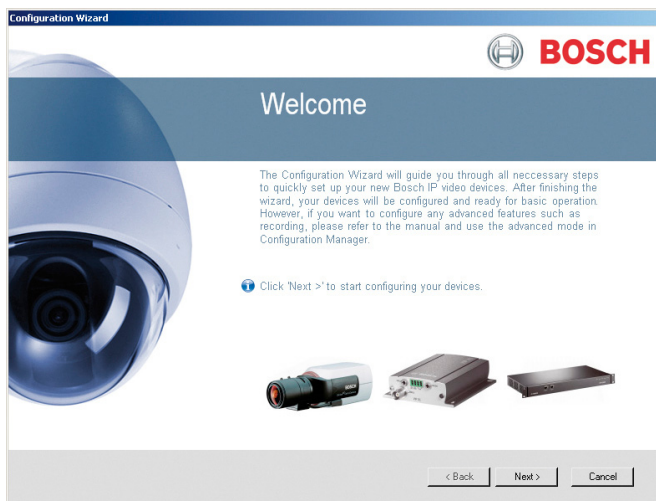 Configuration Wizard
BOSCH
Welcome
The Configuration Wizard will guide you through all neccessary steps
to quickly set up your new Bosch IP video devices. After finishing the
wizard, your devices will be configured and ready for basic operation.
However, if you want to configure any advanced features such as
recording, please refer to the manual and use the advanced mode in
Configuration Manager.
Click 'Next >' to start configuring your devices.
BOSCH
< Back
Next >
Cancel